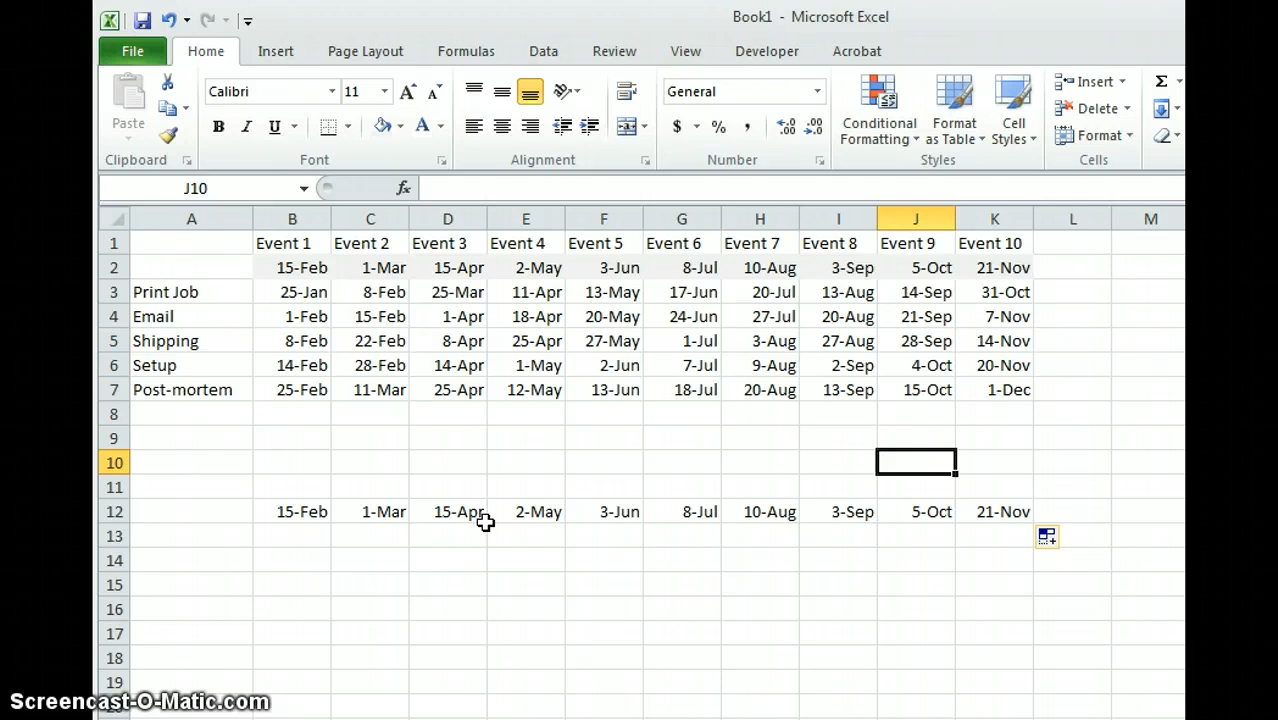 Book1 - Microsoft Excel
File Home Insert Page Layout Formulas Data Review View Developer Acrobat
Calibri 11 A A General Insert Σ
Paste B I U A $ % , Conditional Formatting Format as Table Cell Styles Delete
Format
Clipboard Font Alignment Number Styles Cells
J10 fx
A B C D E F G H I J K L M
1 Event 1 Event 2 Event 3 Event 4 Event 5 Event 6 Event 7 Event 8 Event 9 Event 10
2 15-Feb 1-Mar 15-Apr 2-May 3-Jun 8-Jul 10-Aug 3-Sep 5-Oct 21-Nov
3 Print Job 25-Jan 8-Feb 25-Mar 11-Apr 13-May 17-Jun 20-Jul 13-Aug 14-Sep 31-Oct
4 Email 1-Feb 15-Feb 1-Apr 18-Apr 20-May 24-Jun 27-Jul 20-Aug 21-Sep 7-Nov
5 Shipping 8-Feb 22-Feb 8-Apr 25-Apr 27-May 1-Jul 3-Aug 27-Aug 28-Sep 14-Nov
6 Setup 14-Feb 28-Feb 14-Apr 1-May 2-Jun 7-Jul 9-Aug 2-Sep 4-Oct 20-Nov
7 Post-mortem 25-Feb 11-Mar 25-Apr 12-May 13-Jun 18-Jul 20-Aug 13-Sep 15-Oct 1-Dec
8
9
10
11
12 15-Feb 1-Mar 15-Apr 2-May 3-Jun 8-Jul 10-Aug 3-Sep 5-Oct 21-Nov
13
14
15
16
17
18
19
Screencast-O-Matic.com